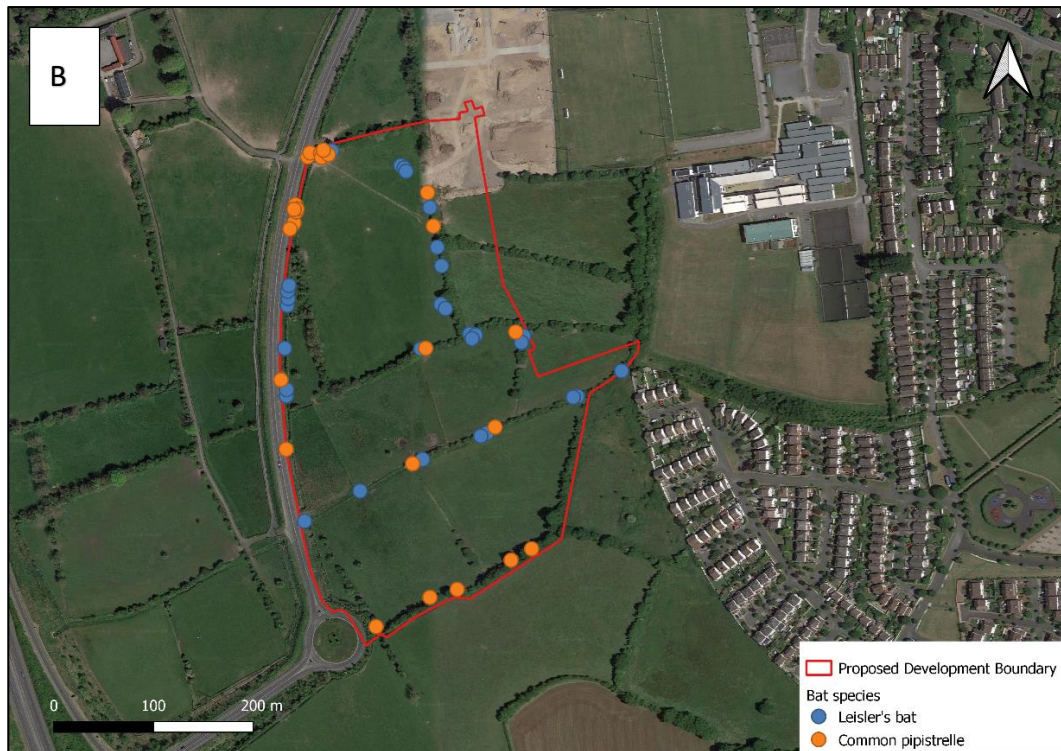 B
Proposed Development Boundary
Bat species
Leisler's bat
Common pipistrelle
0 100 200 m